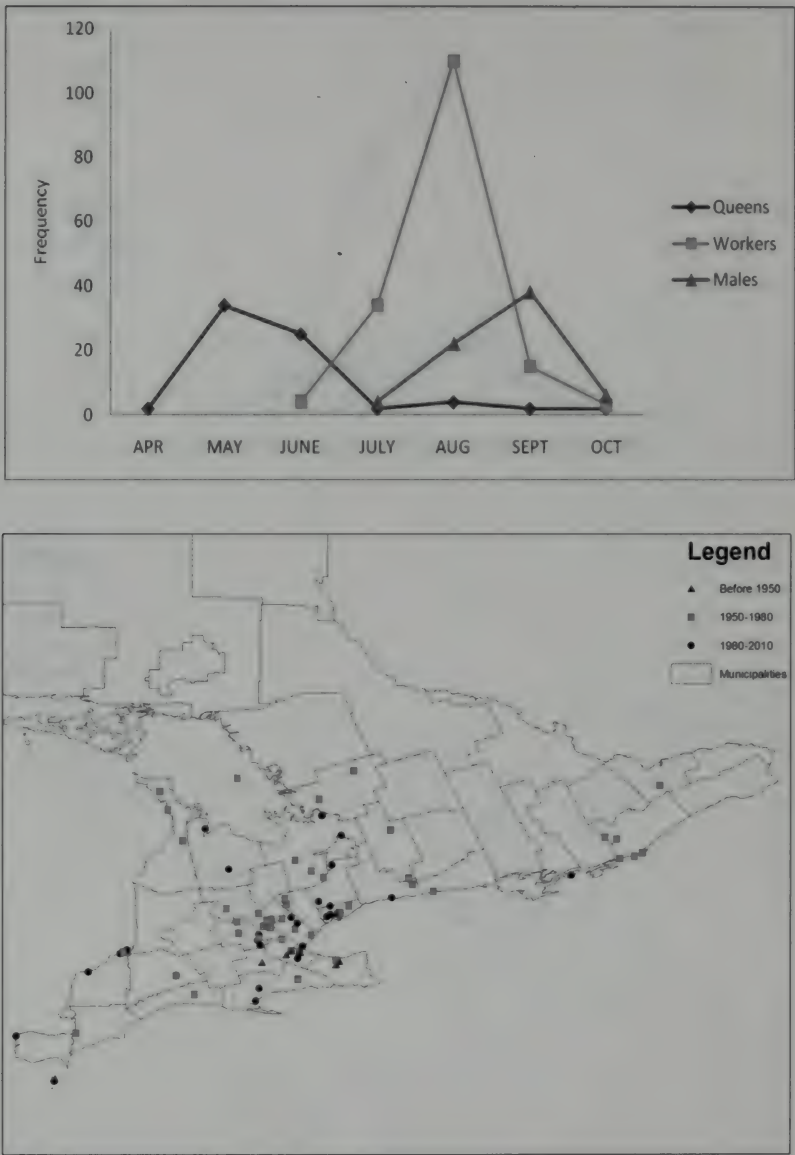 120
100
80
60
40
20
0
Frequency
APR MAY JUNE JULY AUG SEPT OCT
Queens
Workers
Males
Legend
Before 1950
1950-1980
1980-2010
Municipalities